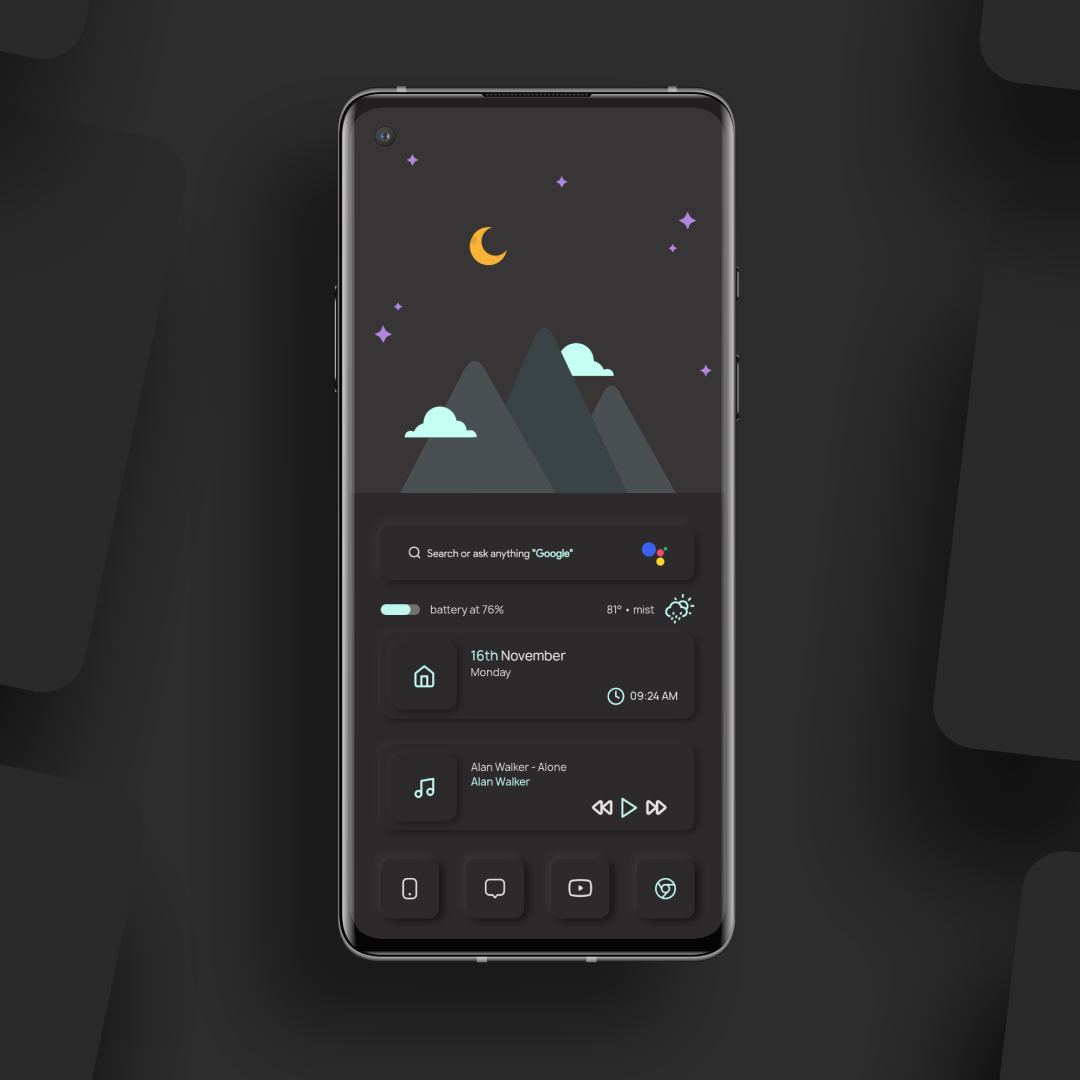 Search or ask anything "Google"
battery at 76%
81° • mist
16th November
Monday
09:24 AM
Alan Walker - Alone
Alan Walker